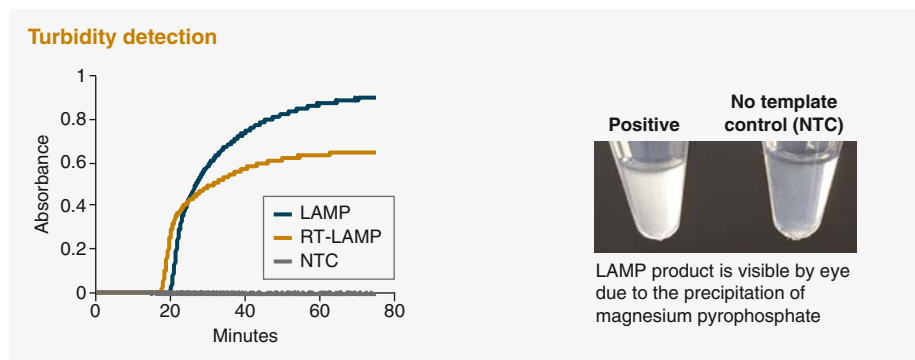 Turbidity detection
1
0.8
0.6
0.4
0.2
0
Absorbance
0
20
40
60
80
Minutes
LAMP
RT-LAMP
NTC
Positive
No template
control (NTC)
LAMP product is visible by eye
due to the precipitation of
magnesium pyrophosphate